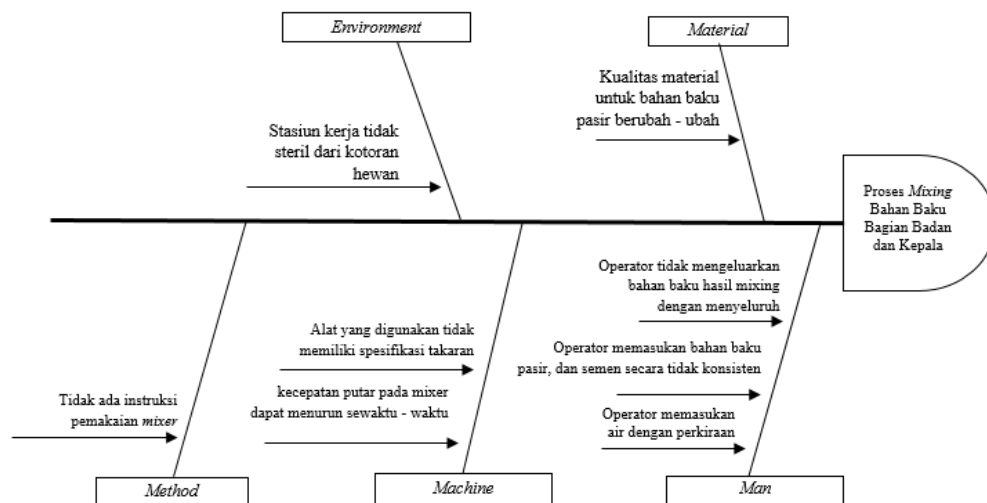 Environment
Material
Kualitas material
untuk bahan baku
pasir berubah - ubah
Stasiun kerja tidak
steril dari kotoran
hewan
Proses Mixing
Bahan Baku
Bagian Badan
dan Kepala
Operator tidak mengeluarkan
bahan baku hasil mixing
dengan menyeluruh
Alat yang digunakan tidak
memiliki spesifikasi takaran
Operator memasukan bahan baku
pasir, dan semen secara tidak konsisten
kecepatan putar pada mixer
dapat menurun sewaktu - waktu
Tidak ada instruksi
pemakaian mixer
Operator memasukan
air dengan perkiraan
Method
Machine
Man